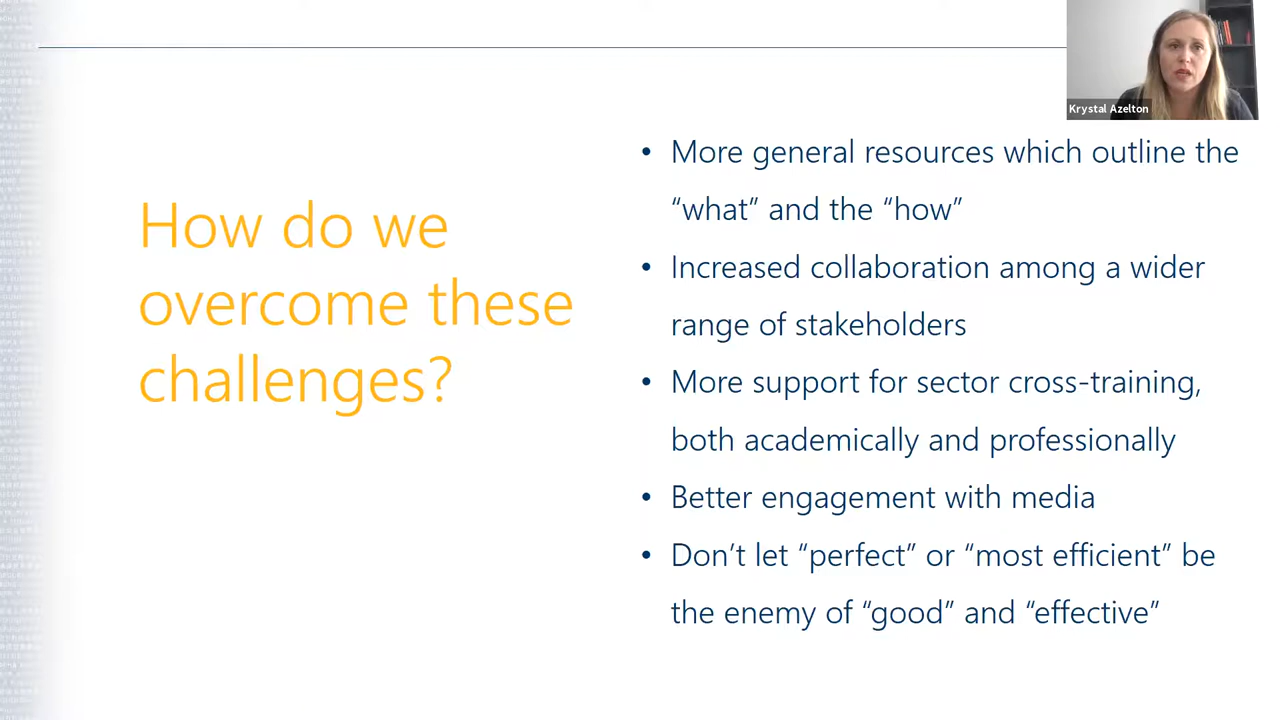 Krystal Azelton
How do we
overcome these
challenges?
• More general resources which outline the
“what” and the “how”
• Increased collaboration among a wider
range of stakeholders
• More support for sector cross-training,
both academically and professionally
• Better engagement with media
• Don’t let “perfect” or “most efficient” be
the enemy of “good” and “effective”